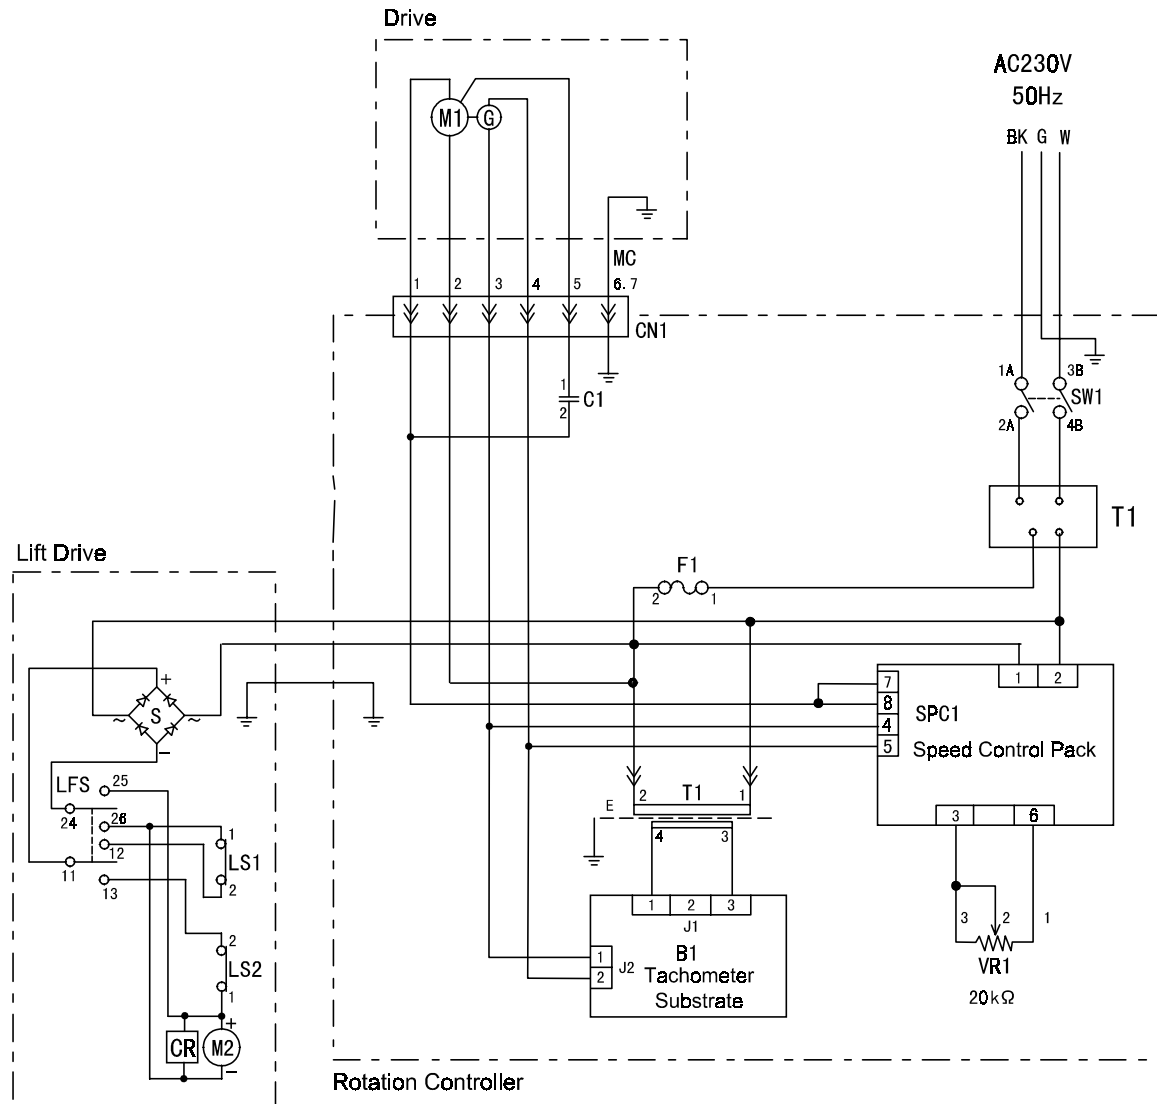 Drive
AC230V
50Hz
BK G W
M1 G
MC
1 2 3 4 5 6.7
CN1
1
C1
2
1A 3B
SW1
2A 4B
T1
Lift Drive
F1
2 1
+
S
~ ~
−
1 2
7
8
4
5
SPC1
Speed Control Pack
LFS 25
24
26
12
11
13
1
LS1
2
2
LS2
1
2 T1 1
E
4 3
3 6
1 2 3
J1
B1
Tachometer
Substrate
1
2
J2
3 2 1
VR1
20kΩ
+
CR M2
−
Rotation Controller